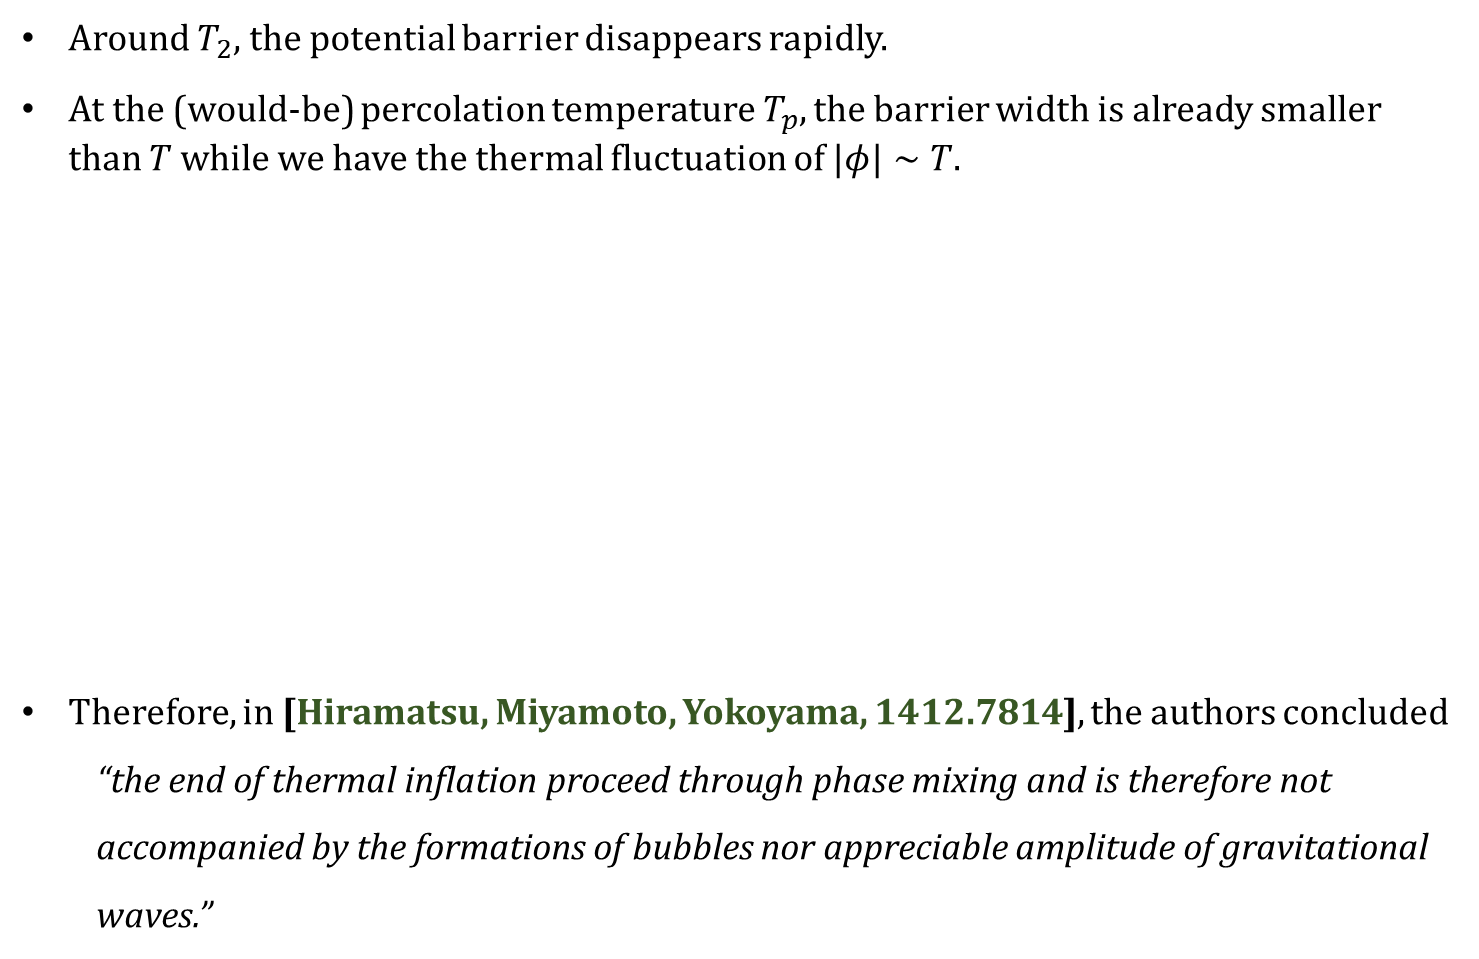 • Around T₂, the potential barrier disappears rapidly.
• At the (would-be) percolation temperature Tₚ, the barrier width is already smaller
than T while we have the thermal fluctuation of |ϕ| ~ T.
• Therefore, in [Hiramatsu, Miyamoto, Yokoyama, 1412.7814], the authors concluded
“the end of thermal inflation proceed through phase mixing and is therefore not
accompanied by the formations of bubbles nor appreciable amplitude of gravitational
waves.”